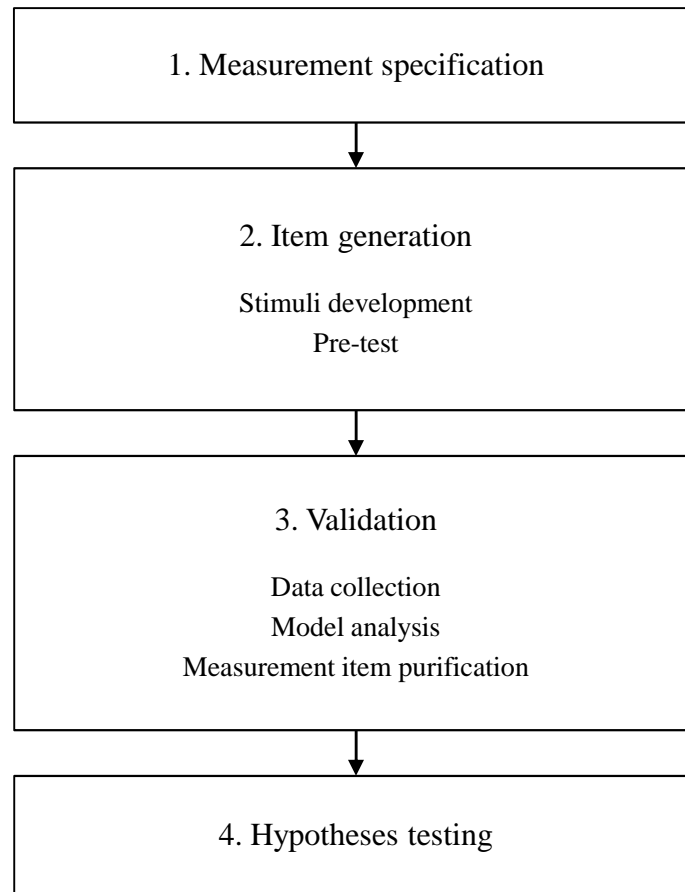 1. Measurement specification
2. Item generation
Stimuli development
Pre-test
3. Validation
Data collection
Model analysis
Measurement item purification
4. Hypotheses testing